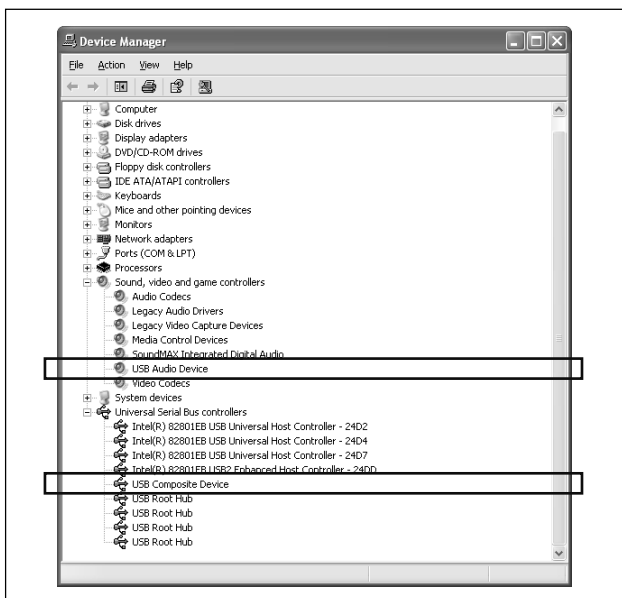 Device Manager
File Action View Help
Computer
Disk drives
Display adapters
DVD/CD-ROM drives
Floppy disk controllers
IDE ATA/ATAPI controllers
Keyboards
Mice and other pointing devices
Monitors
Network adapters
Ports (COM & LPT)
Processors
Sound, video and game controllers
Audio Codecs
Legacy Audio Drivers
Legacy Video Capture Devices
Media Control Devices
SoundMAX Integrated Digital Audio
USB Audio Device
Video Codecs
System devices
Universal Serial Bus controllers
Intel(R) 82801EB USB Universal Host Controller - 24D2
Intel(R) 82801EB USB Universal Host Controller - 24D4
Intel(R) 82801EB USB Universal Host Controller - 24D7
Intel(R) 82801EB USB2 Enhanced Host Controller - 24DD
USB Composite Device
USB Root Hub
USB Root Hub
USB Root Hub
USB Root Hub